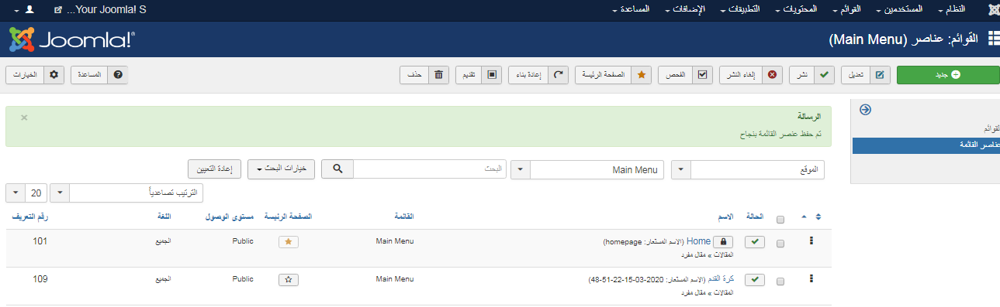 النظام المستخدمين القوائم المحتويات التطبيقات الإضافات المساعدة Your Joomla! S...
القوائم: عناصر (Main Menu) Joomla!®
جديد تعديل نشر إلغاء النشر الفحص الصفحة الرئيسة إعادة بناء تقديم حذف المساعدة الخيارات
القوائم
عناصر القائمة
الرسالة ×
تم حفظ عنصر القائمة بنجاح
الموقع Main Menu البحث خيارات البحث إعادة التعيين
الترتيب تصاعدياً 20
الحالة الاسم القائمة الصفحة الرئيسة مستوى الوصول اللغة رقم التعريف
Home (الاسم المستعار: homepage) Main Menu Public الجميع 101
المقالات » مقال مفرد
كرة القدم (الاسم المستعار: 2020-03-15-22-51-48) Main Menu Public الجميع 109
المقالات » مقال مفرد